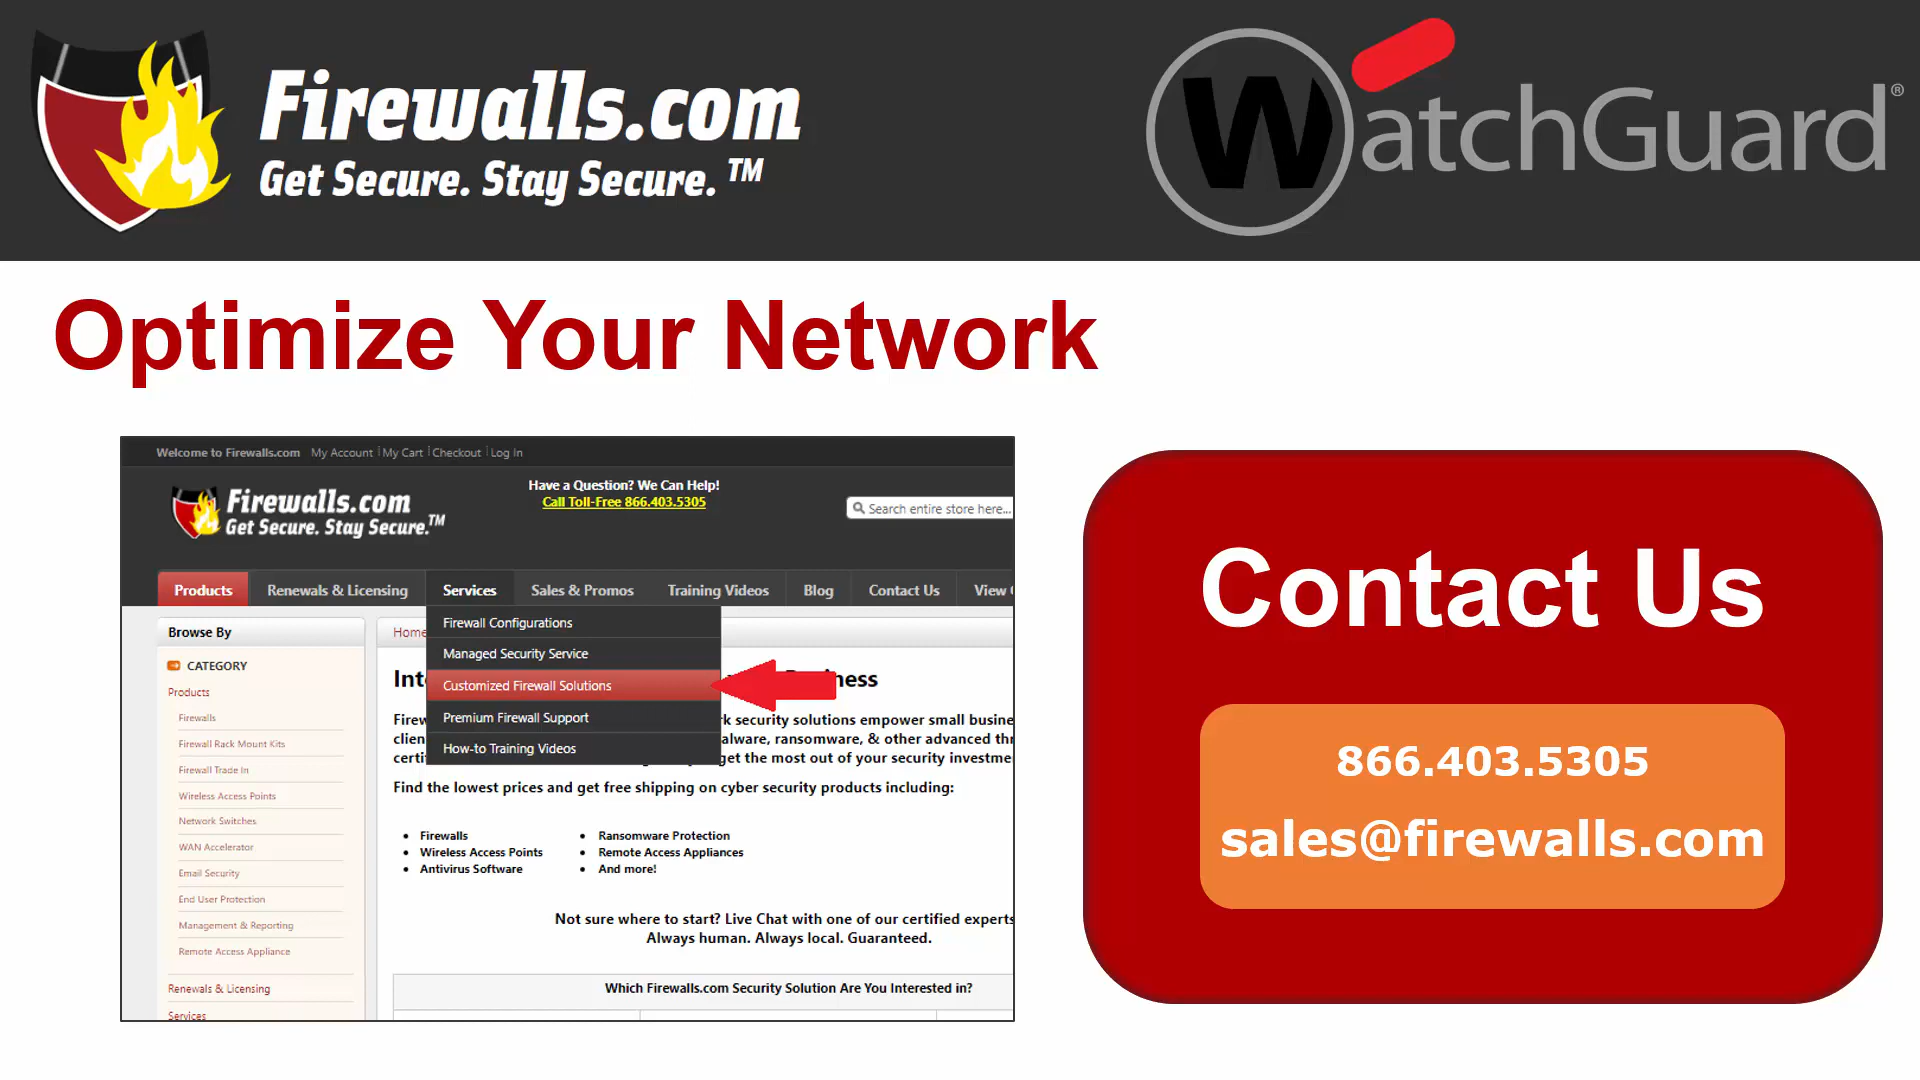 Firewalls.com
Get Secure. Stay Secure. ™
WatchGuard®
Optimize Your Network
Welcome to Firewalls.com My Account My Cart Checkout Log In
Have a Question? We Can Help!
Call Toll-Free 866.403.5305
Firewalls.com
Get Secure. Stay Secure.™
Search entire store here...
Products Renewals & Licensing Services Sales & Promos Training Videos Blog Contact Us View
Firewall Configurations
Managed Security Service
Customized Firewall Solutions
Premium Firewall Support
How-to Training Videos
Browse By
CATEGORY
Products
Firewalls
Firewall Rack Mount Kits
Firewall Trade In
Wireless Access Points
Network Switches
WAN Accelerator
Email Security
End User Protection
Management & Reporting
Remote Access Appliance
Renewals & Licensing
Services
Home
security solutions empower small
ransomware, & other advanced
get the most out of your security
Find the lowest prices and get free shipping on cyber security products including:
• Firewalls
• Wireless Access Points
• Antivirus Software
• Ransomware Protection
• Remote Access Appliances
• And more!
Not sure where to start? Live Chat with one of our certified experts
Always human. Always local. Guaranteed.
Which Firewalls.com Security Solution Are You Interested in?
Contact Us
866.403.5305
sales@firewalls.com